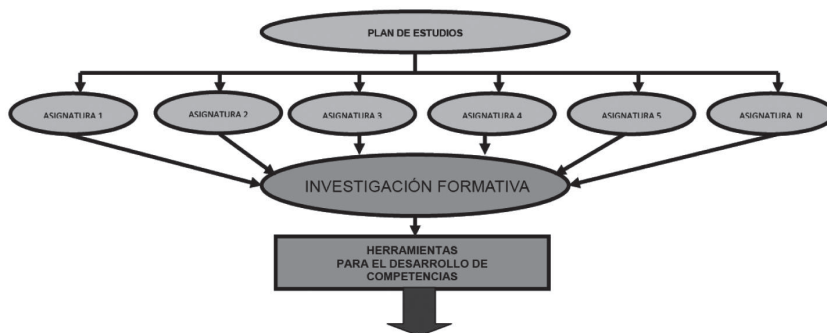 PLAN DE ESTUDIOS
ASIGNATURA 1
ASIGNATURA 2
ASIGNATURA 3
ASIGNATURA 4
ASIGNATURA 5
ASIGNATURA N
INVESTIGACIÓN FORMATIVA
HERRAMIENTAS
PARA EL DESARROLLO DE
COMPETENCIAS